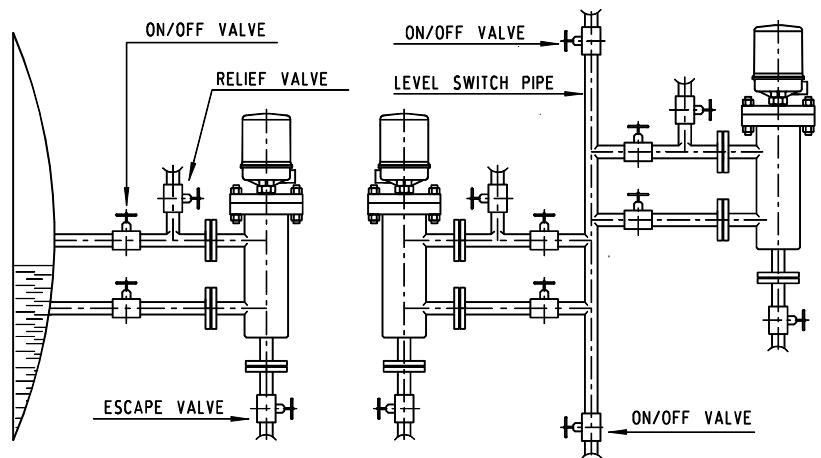 ON/OFF VALVE
ON/OFF VALVE
RELIEF VALVE
LEVEL SWITCH PIPE
ESCAPE VALVE
ON/OFF VALVE